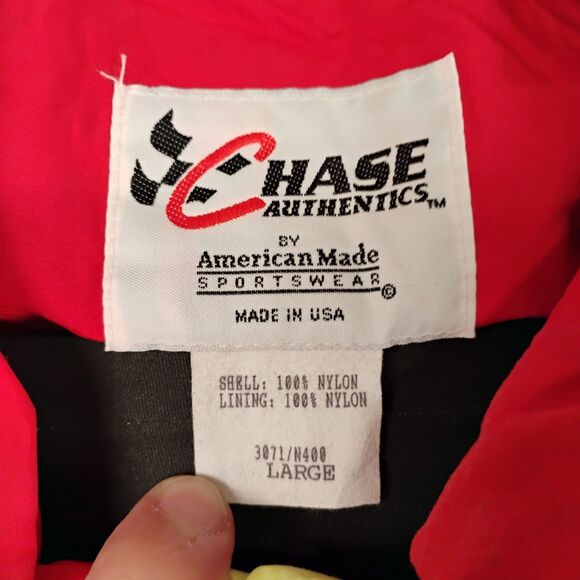 CHASE
AUTHENTICS™
BY
American Made
SPORTSWEAR©
MADE IN USA
SHELL: 100% NYLON
LINING: 100% NYLON
3071/N400
LARGE